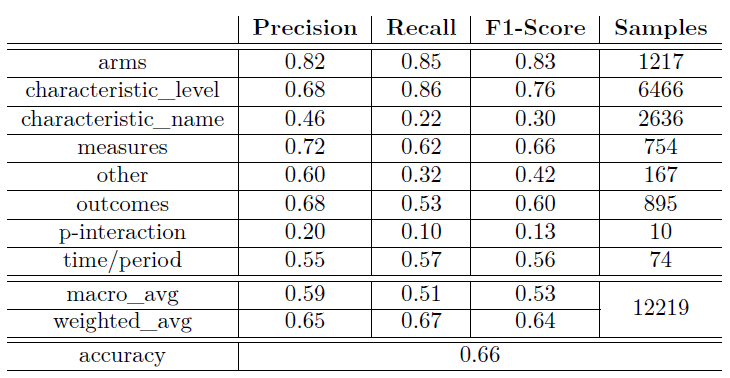 Precision Recall F1-Score Samples
arms 0.82 0.85 0.83 1217
characteristic_level 0.68 0.86 0.76 6466
characteristic_name 0.46 0.22 0.30 2636
measures 0.72 0.62 0.66 754
other 0.60 0.32 0.42 167
outcomes 0.68 0.53 0.60 895
p-interaction 0.20 0.10 0.13 10
time/period 0.55 0.57 0.56 74
macro_avg 0.59 0.51 0.53
12219
weighted_avg 0.65 0.67 0.64
accuracy 0.66